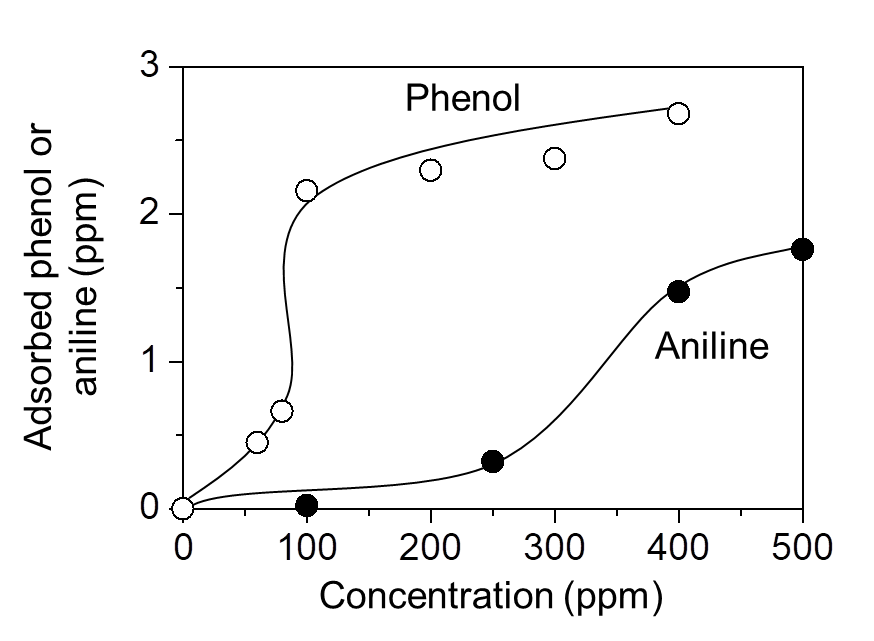 Adsorbed phenol or
aniline (ppm)
3
2
1
0
Phenol
Aniline
0 100 200 300 400 500
Concentration (ppm)